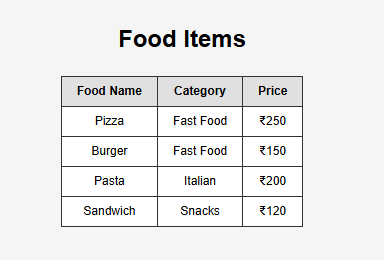 Food Items
Food Name Category Price
Pizza Fast Food ₹250
Burger Fast Food ₹150
Pasta Italian ₹200
Sandwich Snacks ₹120